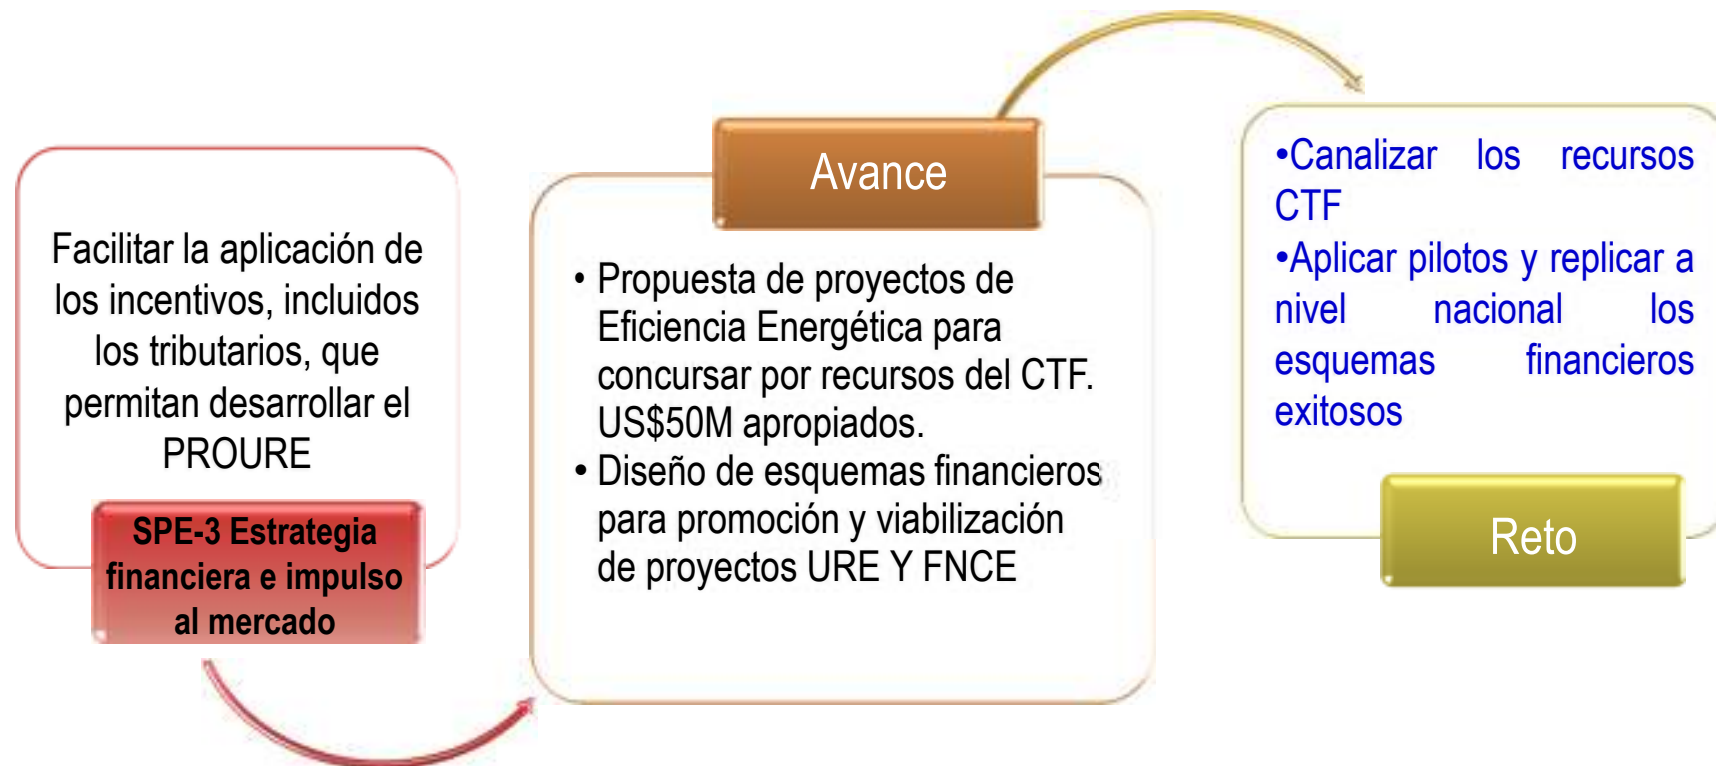 Facilitar la aplicación de
los incentivos, incluidos
los tributarios, que
permitan desarrollar el
PROURE
SPE-3 Estrategia
financiera e impulso
al mercado
Avance
• Propuesta de proyectos de
Eficiencia Energética para
concursar por recursos del CTF.
US$50M apropiados.
• Diseño de esquemas financieros
para promoción y viabilización
de proyectos URE Y FNCE
•Canalizar los recursos
CTF
•Aplicar pilotos y replicar a
nivel nacional los
esquemas financieros
exitosos
Reto